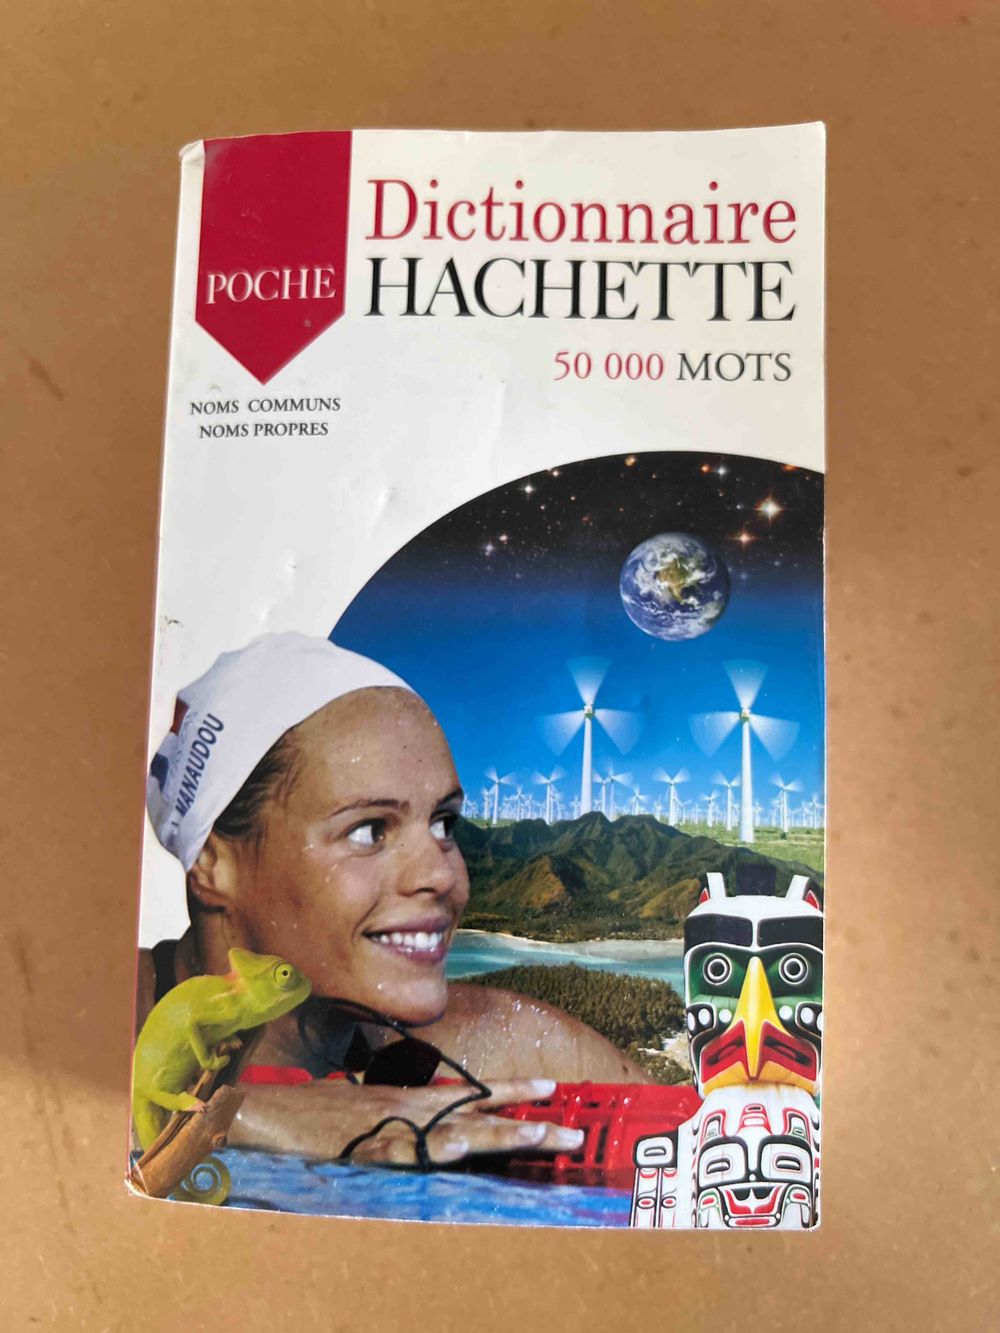 Dictionnaire
HACHETTE
50 000 MOTS
POCHE
NOMS COMMUNS
NOMS PROPRES
MANAUDOU